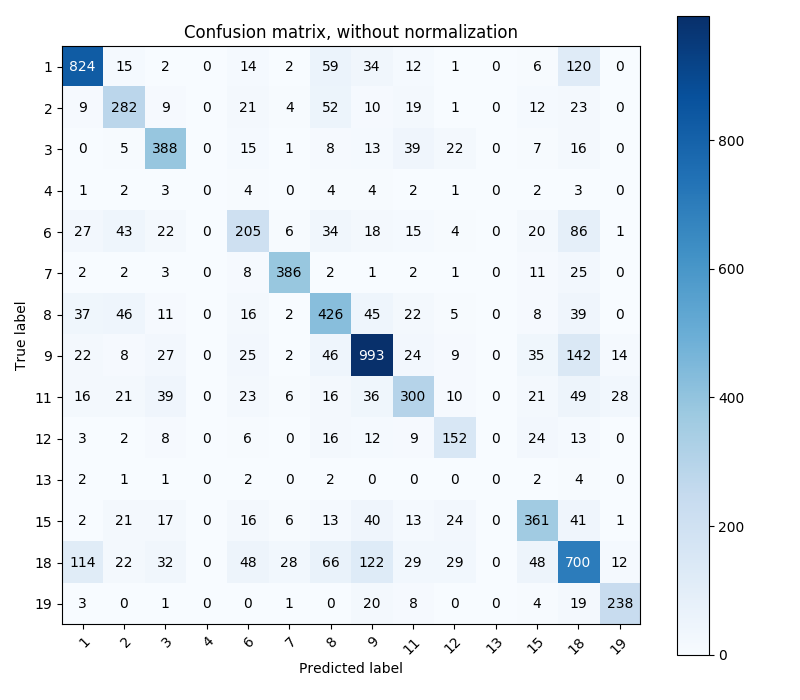 Confusion matrix, without normalization
1 824 15 2 0 14 2 59 34 12 1 0 6 120 0
2 9 282 9 0 21 4 52 10 19 1 0 12 23 0
3 0 5 388 0 15 1 8 13 39 22 0 7 16 0
4 1 2 3 0 4 0 4 4 2 1 0 2 3 0
6 27 43 22 0 205 6 34 18 15 4 0 20 86 1
7 2 2 3 0 8 386 2 1 2 1 0 11 25 0
8 37 46 11 0 16 2 426 45 22 5 0 8 39 0
9 22 8 27 0 25 2 46 993 24 9 0 35 142 14
11 16 21 39 0 23 6 16 36 300 10 0 21 49 28
12 3 2 8 0 6 0 16 12 9 152 0 24 13 0
13 2 1 1 0 2 0 2 0 0 0 0 2 4 0
15 2 21 17 0 16 6 13 40 13 24 0 361 41 1
18 114 22 32 0 48 28 66 122 29 29 0 48 700 12
19 3 0 1 0 0 1 0 20 8 0 0 4 19 238
1 2 3 4 6 7 8 9 11 12 13 15 18 19
True label
Predicted label
800
600
400
200
0